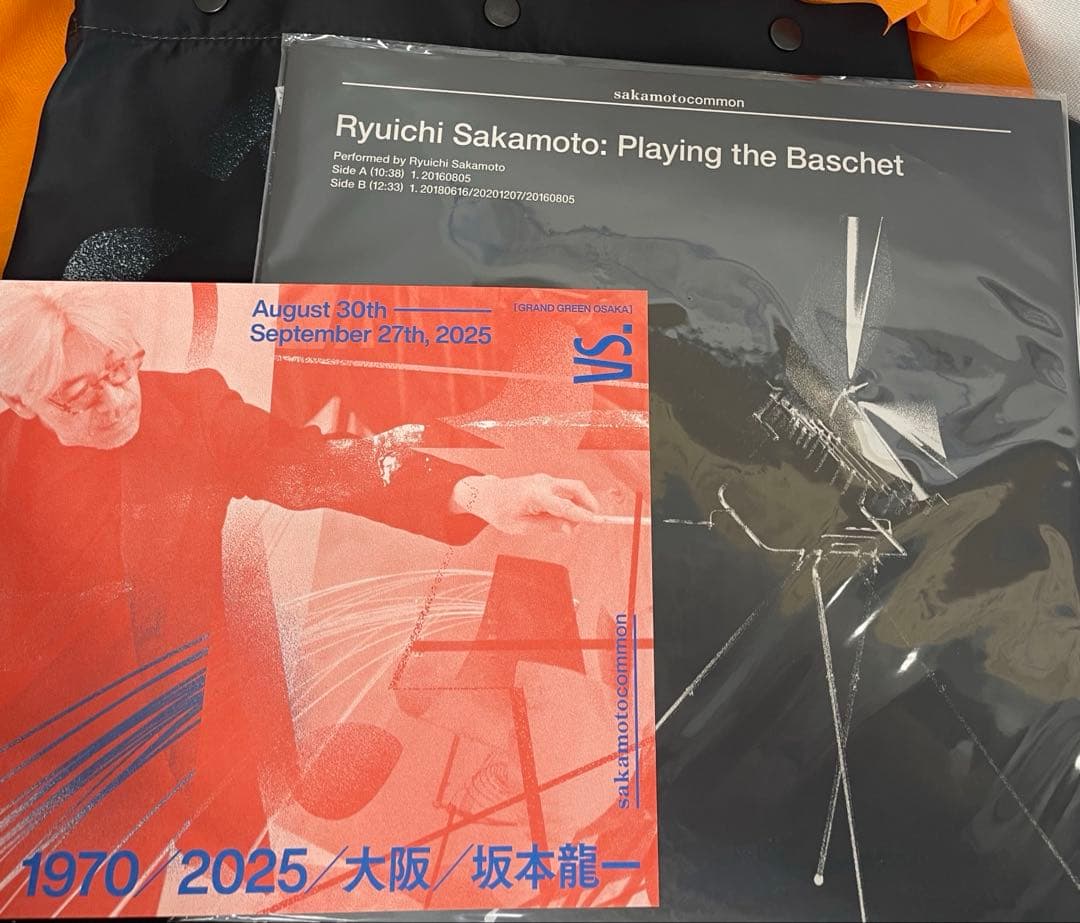 sakamotocommon
Ryuichi Sakamoto: Playing the Baschet
Performed by Ryuichi Sakamoto
Side A (10:38) 1. 20160805
Side B (12:33) 1. 20180616/20201207/20160805
August 30th
September 27th, 2025
[GRAND GREEN OSAKA]
VS.
sakamotocommon
1970/2025/大阪/坂本龍一